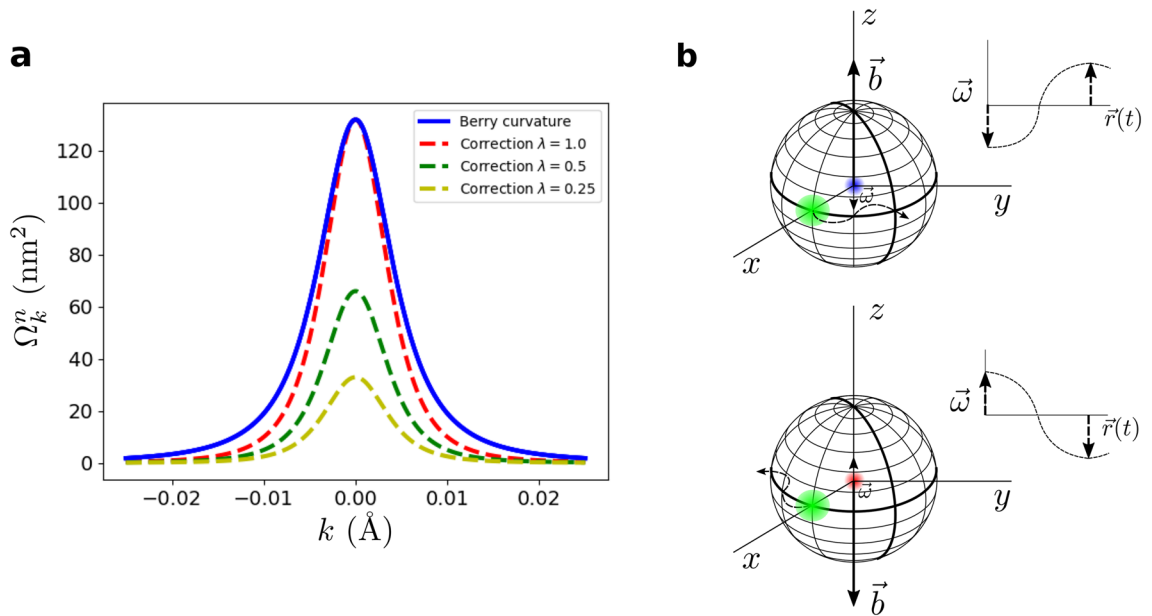 a
Ω_k^n (nm²)
120
100
80
60
40
20
0
−0.02
−0.01
0.00
0.01
0.02
k (Å)
Berry curvature
Correction λ = 1.0
Correction λ = 0.5
Correction λ = 0.25
b
z
b⃗
ω⃗
y
x
ω⃗
r⃗(t)
z
ω⃗
y
x
b⃗
ω⃗
r⃗(t)